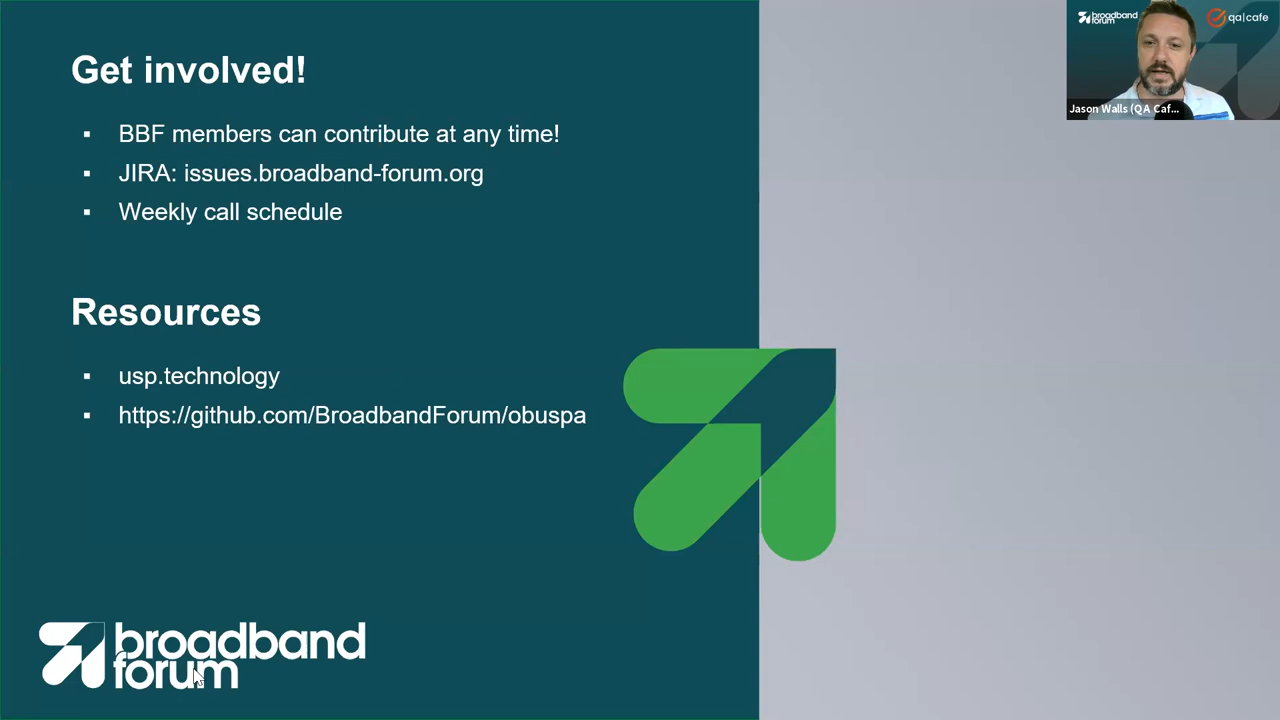 Get involved!
BBF members can contribute at any time!
JIRA: issues.broadband-forum.org
Weekly call schedule
Resources
usp.technology
https://github.com/BroadbandForum/obuspa
broadband
forum
broadband
forum
qa|cafe
Jason Walls (QA Caf...